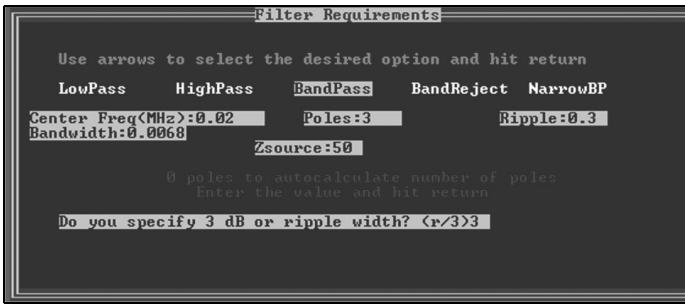 Filter Requirements
Use arrows to select the desired option and hit return
LowPass HighPass BandPass BandReject NarrowBP
Center Freq(MHz):0.02 Poles:3 Ripple:0.3
Bandwidth:0.0068
Zsource:50
0 poles to autocalculate number of poles
Enter the value and hit return
Do you specify 3 dB or ripple width? (r/3)3